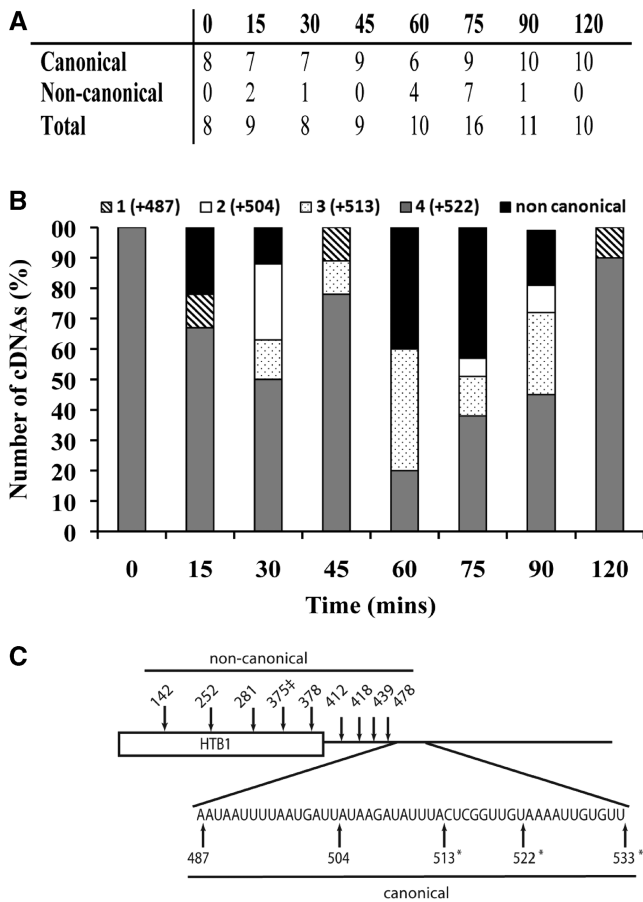 A
0 15 30 45 60 75 90 120
Canonical 8 7 7 9 6 9 10 10
Non-canonical 0 2 1 0 4 7 1 0
Total 8 9 8 9 10 16 11 10
B
1 (+487) 2 (+504) 3 (+513) 4 (+522) non canonical
Number of cDNAs (%)
00
90
80
70
60
50
40
30
20
10
0
0 15 30 45 60 75 90 120
Time (mins)
C
non-canonical
142 252 281 375‡ 378 412 418 439 478
HTB1
AAUAAUUUUAAUGAUUAUAAGAUAUUUACUCGGUUGUAAAAUUGUGUU
487 504 513* 522* 533*
canonical